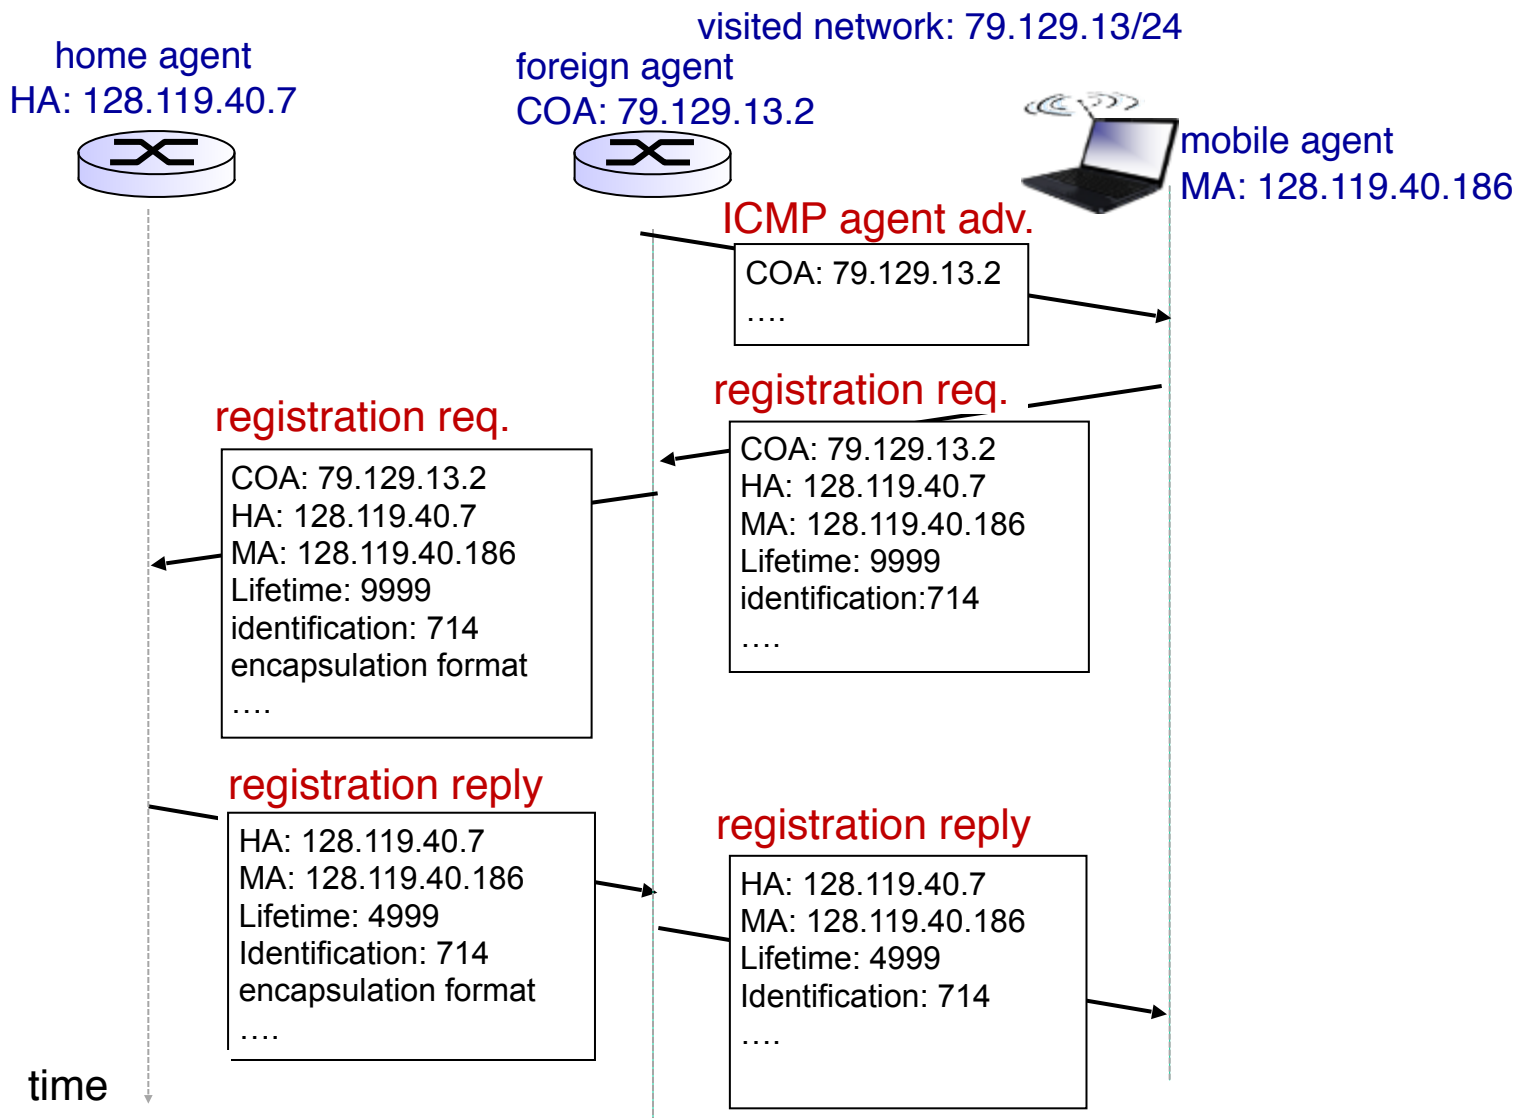 visited network: 79.129.13/24
home agent
HA: 128.119.40.7
foreign agent
COA: 79.129.13.2
mobile agent
MA: 128.119.40.186
ICMP agent adv.
COA: 79.129.13.2
....
registration req.
COA: 79.129.13.2
HA: 128.119.40.7
MA: 128.119.40.186
Lifetime: 9999
identification:714
....
registration req.
COA: 79.129.13.2
HA: 128.119.40.7
MA: 128.119.40.186
Lifetime: 9999
identification: 714
encapsulation format
....
registration reply
HA: 128.119.40.7
MA: 128.119.40.186
Lifetime: 4999
Identification: 714
encapsulation format
....
registration reply
HA: 128.119.40.7
MA: 128.119.40.186
Lifetime: 4999
Identification: 714
....
time